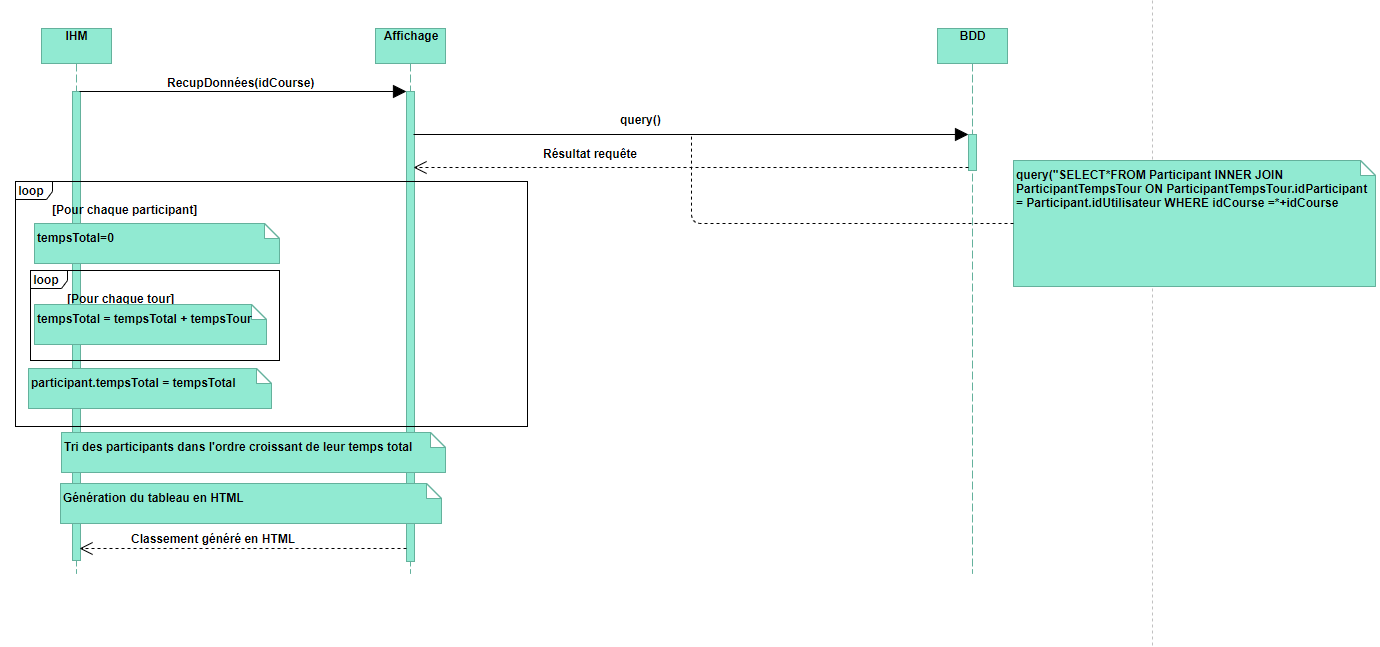 IHM
Affichage
BDD
RecupDonnées(idCourse)
query()
Résultat requête
query("SELECT*FROM Participant INNER JOIN
ParticipantTempsTour ON ParticipantTempsTour.idParticipant
= Participant.idUtilisateur WHERE idCourse =*+idCourse
loop
[Pour chaque participant]
tempsTotal=0
loop
[Pour chaque tour]
tempsTotal = tempsTotal + tempsTour
participant.tempsTotal = tempsTotal
Tri des participants dans l'ordre croissant de leur temps total
Génération du tableau en HTML
Classement généré en HTML